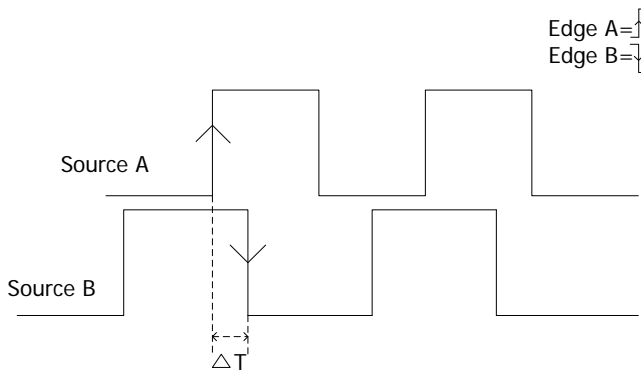 Edge A=
Edge B=
Source A
Source B
△T